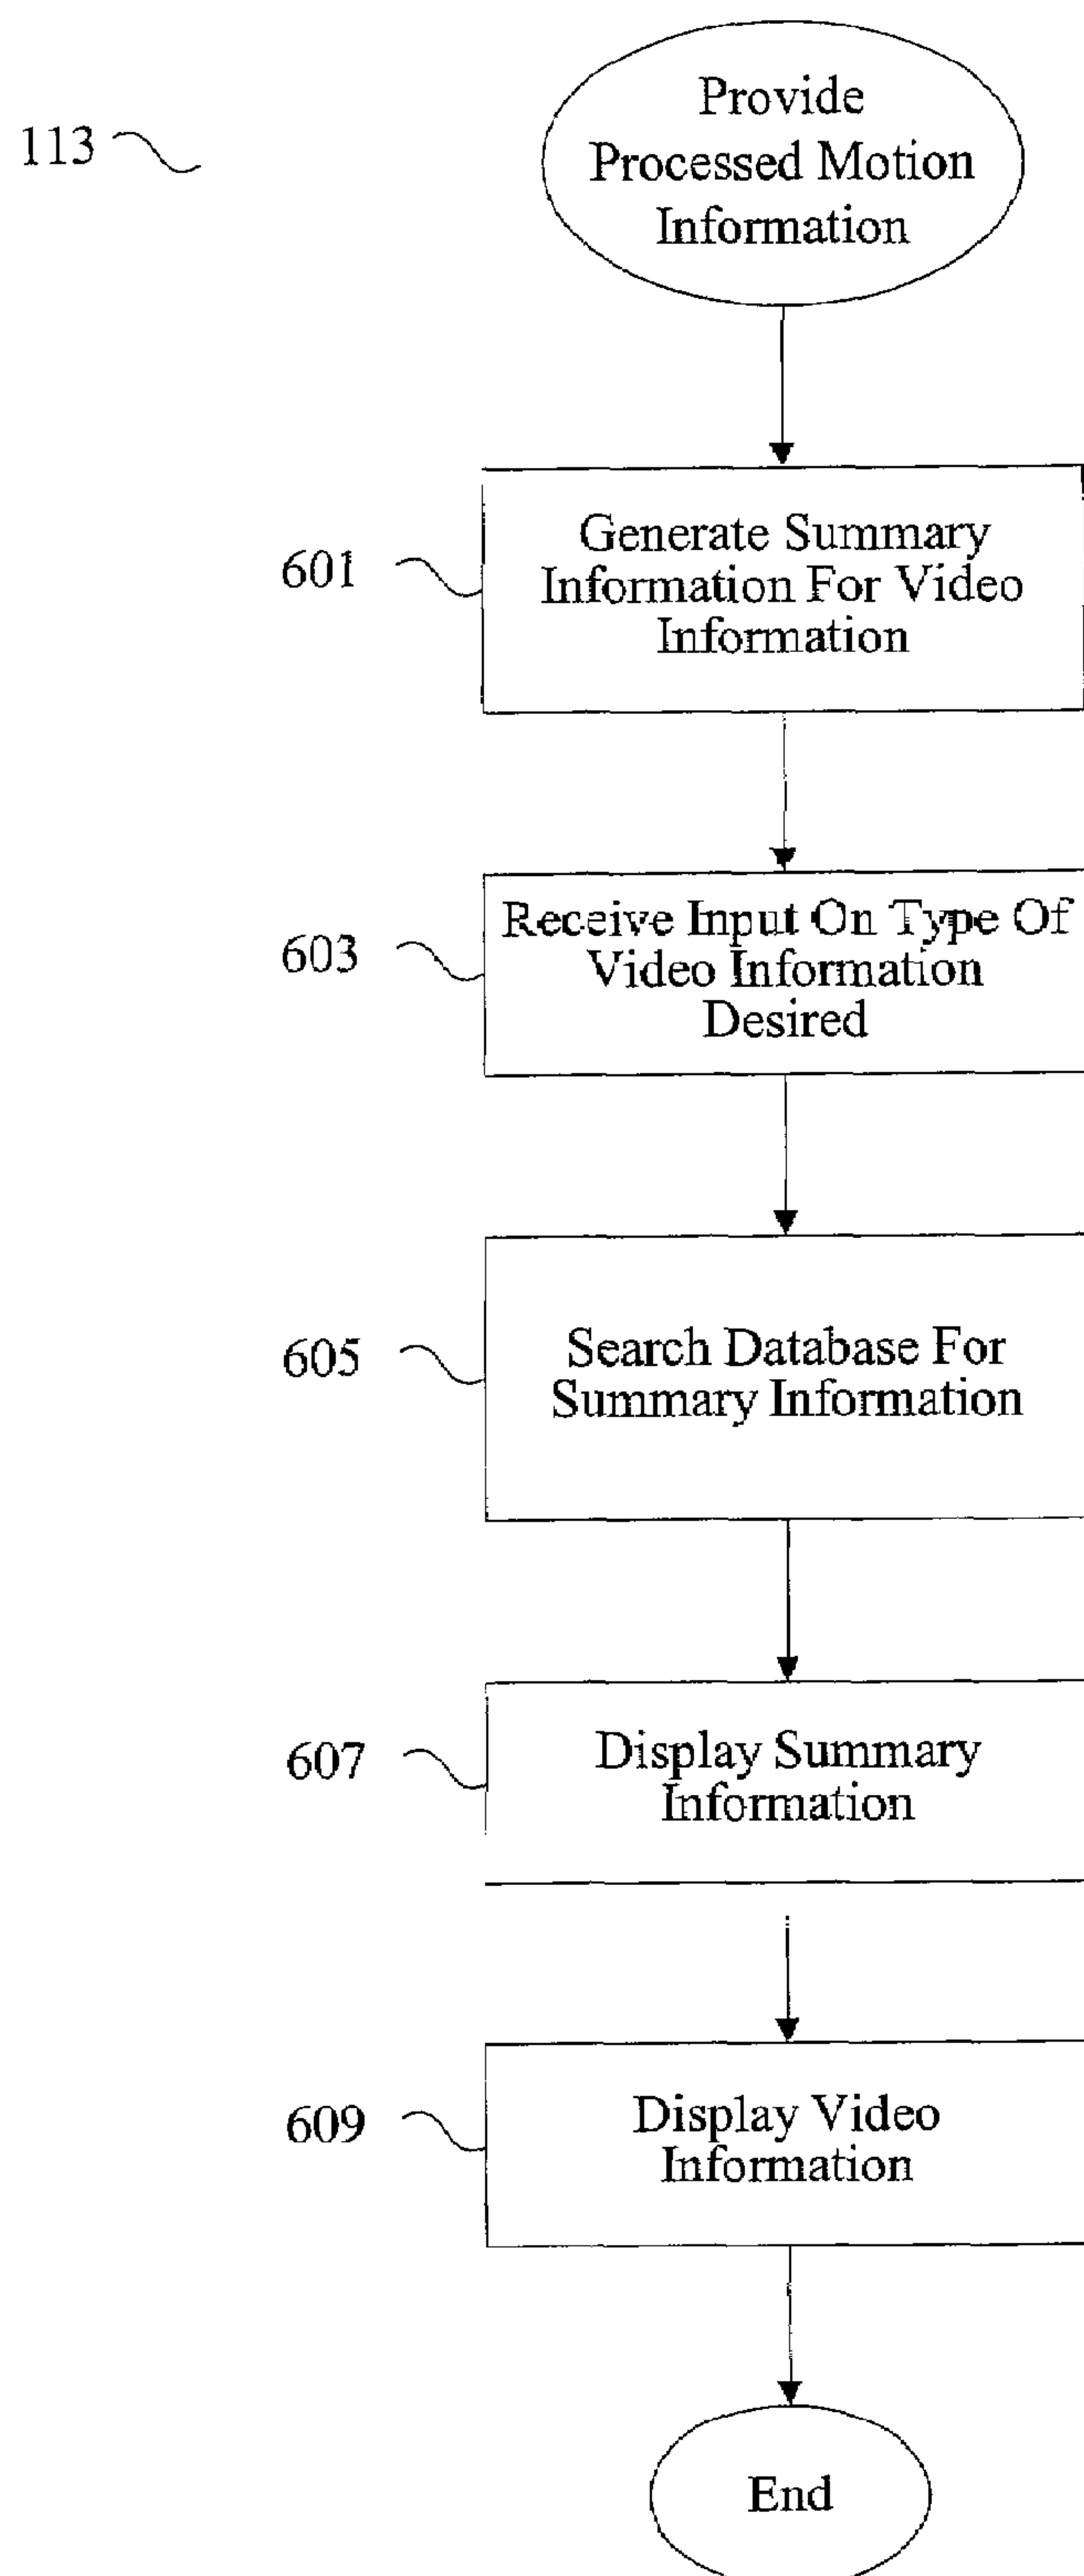 113
Provide
Processed Motion
Information
601
Generate Summary
Information For Video
Information
603
Receive Input On Type Of
Video Information
Desired
605
Search Database For
Summary Information
607
Display Summary
Information
609
Display Video
Information
End